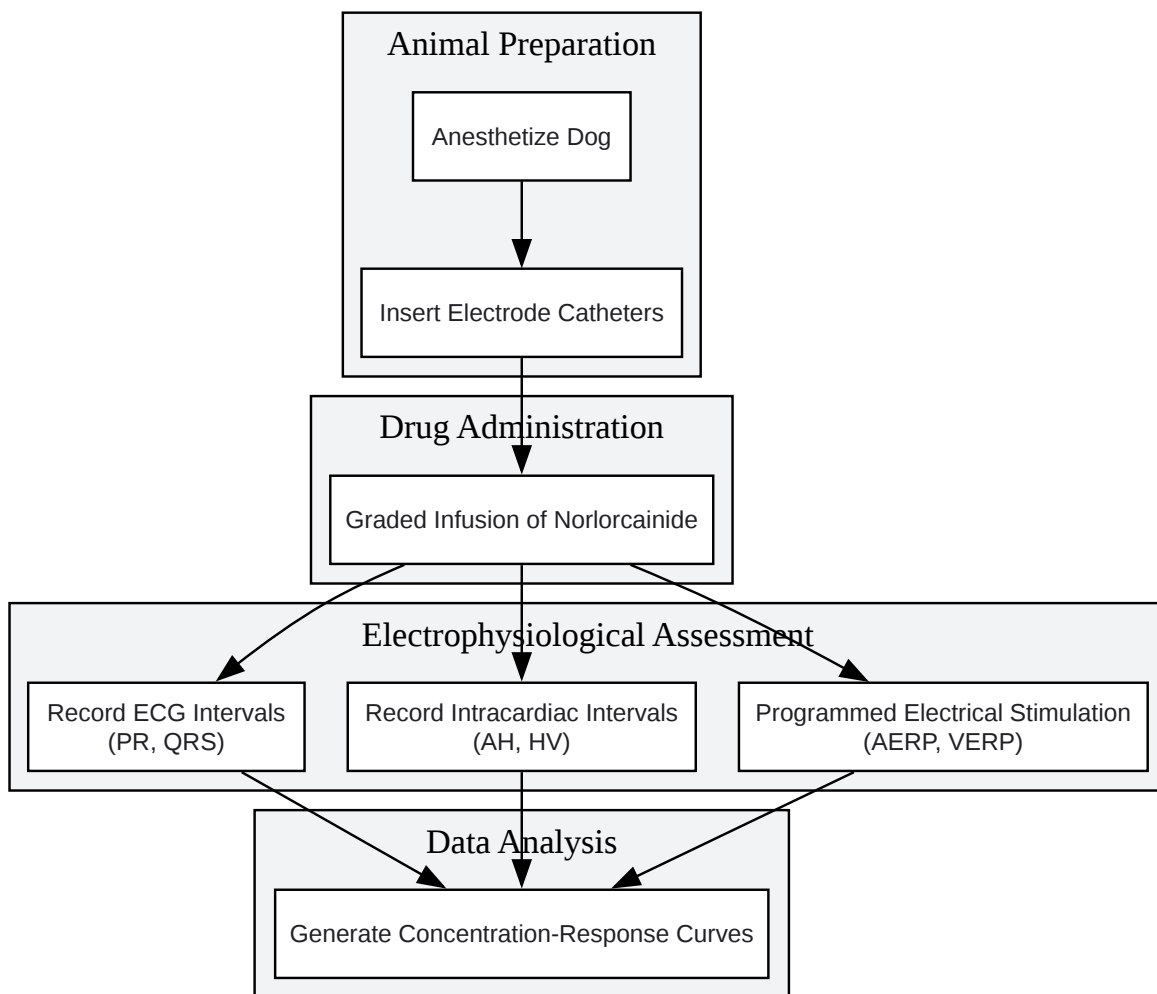 Animal Preparation
Anesthetize Dog
Insert Electrode Catheters
Drug Administration
Graded Infusion of Norlorcainide
Electrophysiological Assessment
Record ECG Intervals
(PR, QRS)
Record Intracardiac Intervals
(AH, HV)
Programmed Electrical Stimulation
(AERP, VERP)
Data Analysis
Generate Concentration-Response Curves